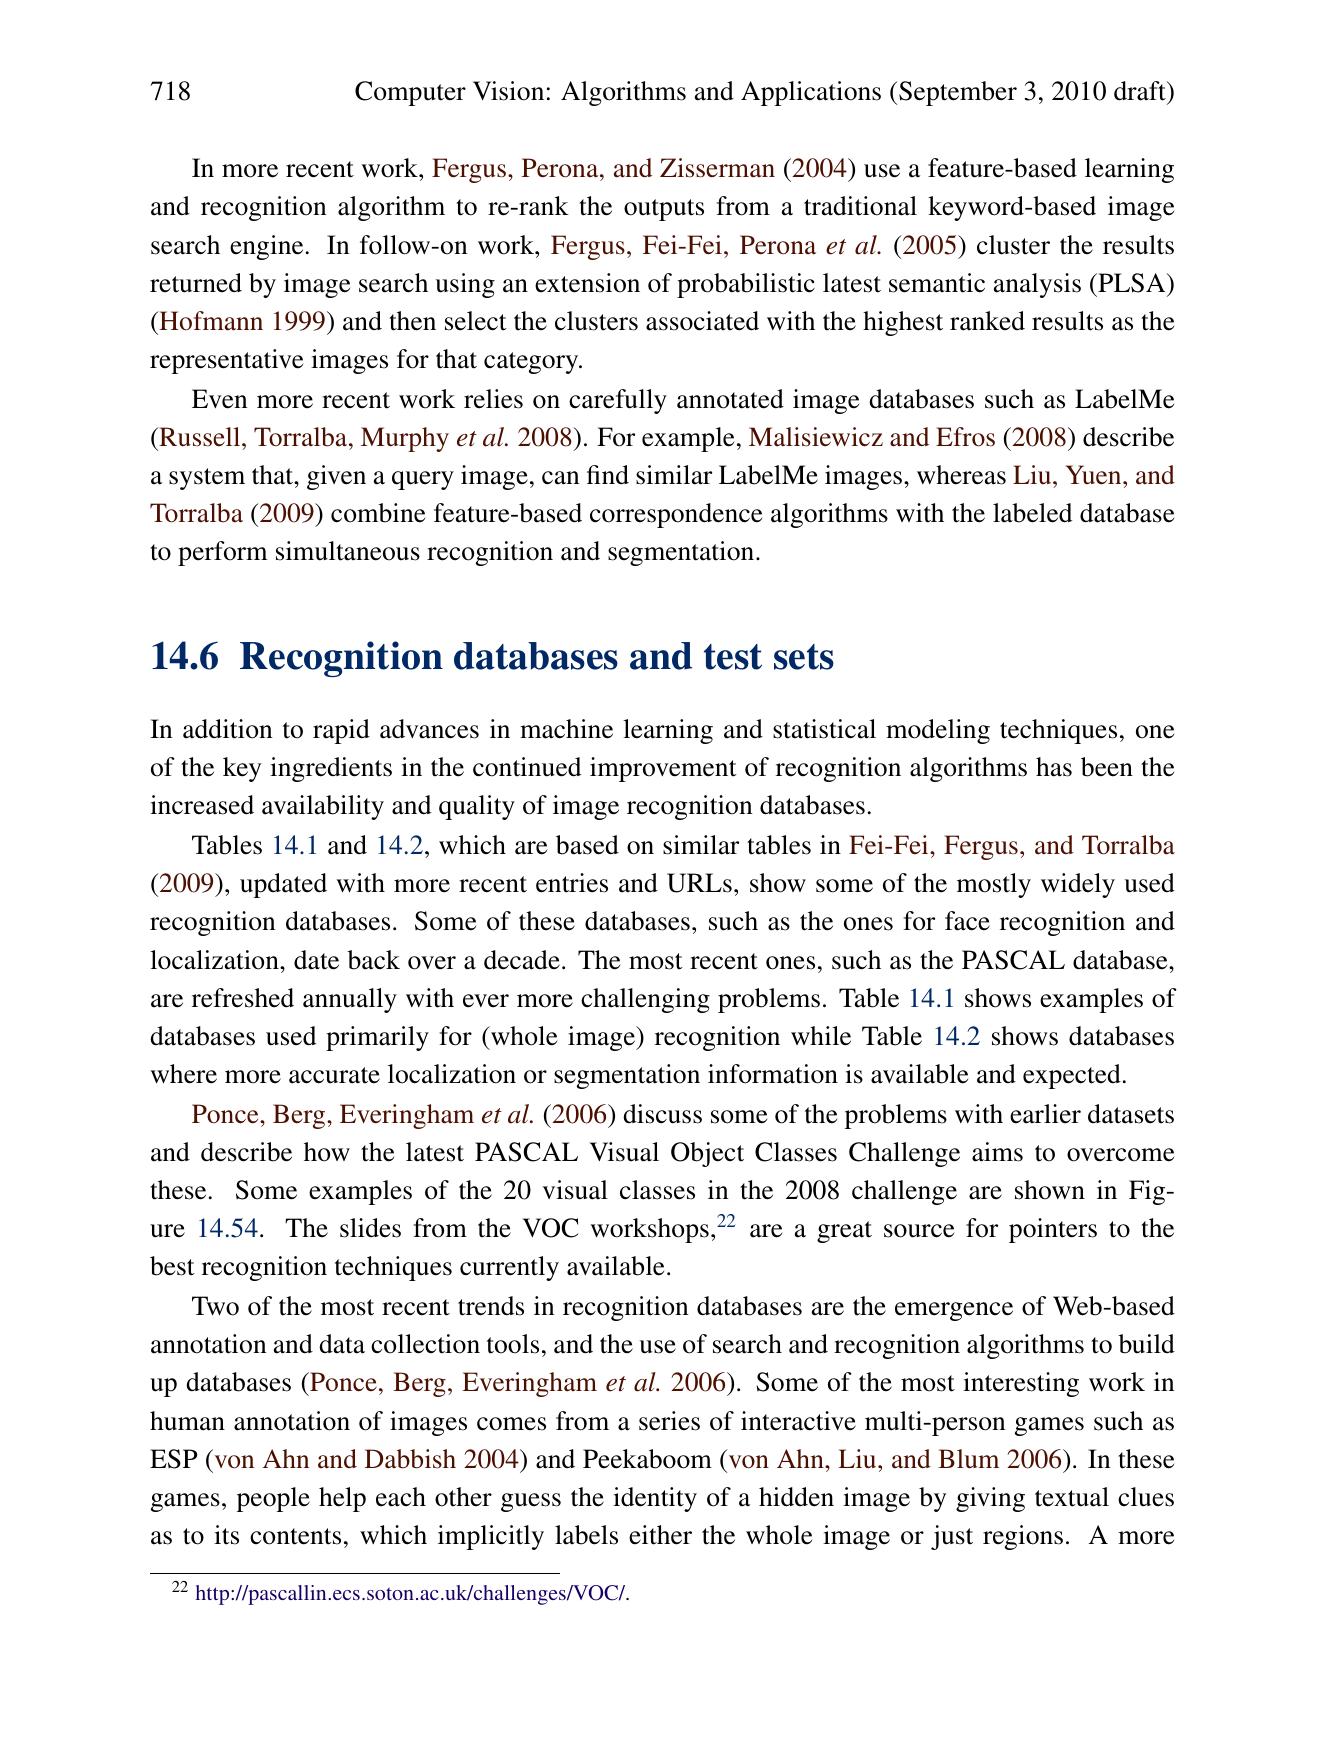 718 Computer Vision: Algorithms and Applications (September 3, 2010 draft)
In more recent work, Fergus, Perona, and Zisserman (2004) use a feature-based learning
and recognition algorithm to re-rank the outputs from a traditional keyword-based image
search engine. In follow-on work, Fergus, Fei-Fei, Perona et al. (2005) cluster the results
returned by image search using an extension of probabilistic latest semantic analysis (PLSA)
(Hofmann 1999) and then select the clusters associated with the highest ranked results as the
representative images for that category.
Even more recent work relies on carefully annotated image databases such as LabelMe
(Russell, Torralba, Murphy et al. 2008). For example, Malisiewicz and Efros (2008) describe
a system that, given a query image, can find similar LabelMe images, whereas Liu, Yuen, and
Torralba (2009) combine feature-based correspondence algorithms with the labeled database
to perform simultaneous recognition and segmentation.
14.6 Recognition databases and test sets
In addition to rapid advances in machine learning and statistical modeling techniques, one
of the key ingredients in the continued improvement of recognition algorithms has been the
increased availability and quality of image recognition databases.
Tables 14.1 and 14.2, which are based on similar tables in Fei-Fei, Fergus, and Torralba
(2009), updated with more recent entries and URLs, show some of the mostly widely used
recognition databases. Some of these databases, such as the ones for face recognition and
localization, date back over a decade. The most recent ones, such as the PASCAL database,
are refreshed annually with ever more challenging problems. Table 14.1 shows examples of
databases used primarily for (whole image) recognition while Table 14.2 shows databases
where more accurate localization or segmentation information is available and expected.
Ponce, Berg, Everingham et al. (2006) discuss some of the problems with earlier datasets
and describe how the latest PASCAL Visual Object Classes Challenge aims to overcome
these. Some examples of the 20 visual classes in the 2008 challenge are shown in Fig-
ure 14.54. The slides from the VOC workshops,22 are a great source for pointers to the
best recognition techniques currently available.
Two of the most recent trends in recognition databases are the emergence of Web-based
annotation and data collection tools, and the use of search and recognition algorithms to build
up databases (Ponce, Berg, Everingham et al. 2006). Some of the most interesting work in
human annotation of images comes from a series of interactive multi-person games such as
ESP (von Ahn and Dabbish 2004) and Peekaboom (von Ahn, Liu, and Blum 2006). In these
games, people help each other guess the identity of a hidden image by giving textual clues
as to its contents, which implicitly labels either the whole image or just regions. A more
22 http://pascallin.ecs.soton.ac.uk/challenges/VOC/.